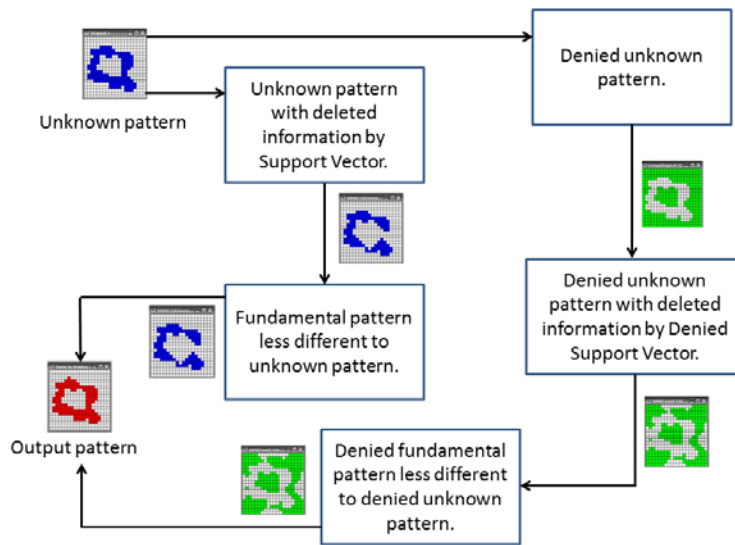 Unknown pattern
Denied unknown
pattern.
Unknown pattern
with deleted
information by
Support Vector.
Denied unknown
pattern with deleted
information by Denied
Support Vector.
Fundamental pattern
less different to
unknown pattern.
Output pattern
Denied fundamental
pattern less different
to denied unknown
pattern.